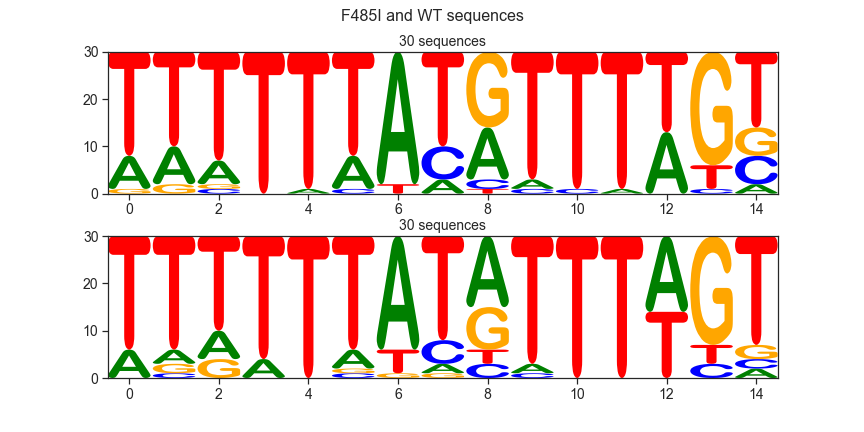 F485I and WT sequences
30 sequences
30
20
10
0
T T T T T T A T G T T T T G T
A A A A A C A A A T G
G G G C A C C C C A C C
C T T A
0 2 4 6 8 10 12 14
30 sequences
30
20
10
0
T T T T T T A T A T T T A G T
A A A A A T C G A T T G
G G G G A T C C C
C C G C A
0 2 4 6 8 10 12 14